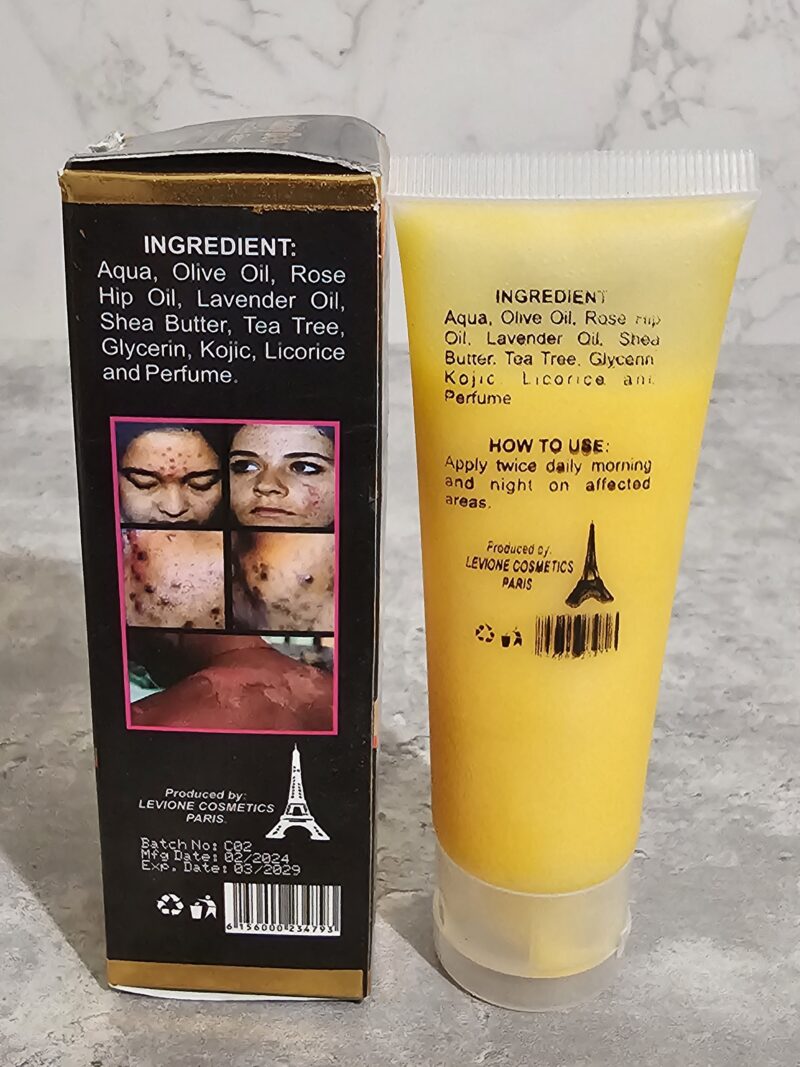 INGREDIENT:
Aqua, Olive Oil, Rose
Hip Oil, Lavender Oil,
Shea Butter, Tea Tree,
Glycerin, Kojic, Licorice
and Perfume.
Produced by:
LEVIONE COSMETICS
PARIS.
Batch No: C02
Mfg Date: 02/2024
Exp. Date: 03/2029
6 156000 234793
INGREDIENT
Aqua, Olive Oil, Rose Hip
Oil, Lavender Oil, Shea
Butter, Tea Tree, Glycerin
Kojic, Licorice and
Perfume
HOW TO USE:
Apply twice daily morning
and night on affected
areas.
Produced by:
LEVIONE COSMETICS
PARIS